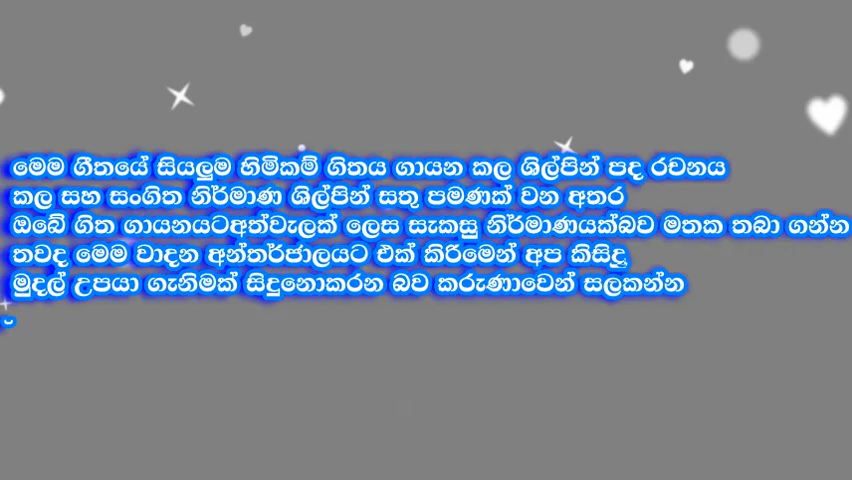 මෙම ගීතයේ සියලුම හිමිකම් ගිතය ගායන කල ශිල්පින් පද රචනය
කල සහ සංගිත නිර්මාණ ශිල්පින් සතු පමණක් වන අතර
ඔබේ ගිත ගායනයටඅත්වැලක් ලෙස සැකසු නිර්මාණයක්බව මතක තබා ගන්න
තවද මෙම වාදන අන්තර්ජාලයට එක් කිරීමෙන් අප කිසිදූ
මුදල් උපයා ගැනිමක් සිදුනොකරන බව කරුණාවෙන් සලකන්න